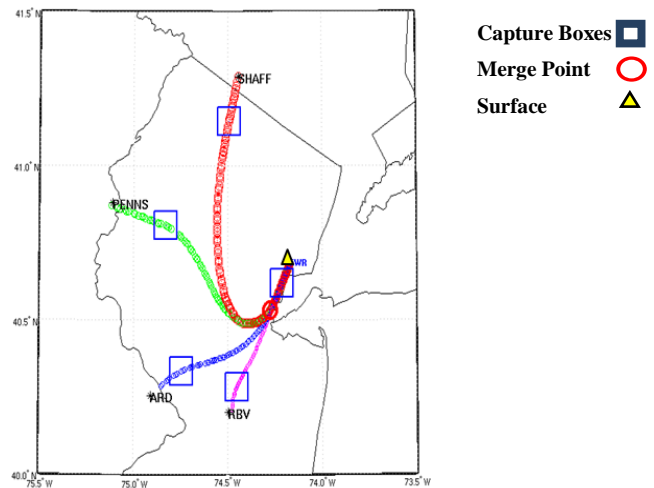 41.5° N
Capture Boxes
Merge Point
Surface
SHAFF
41.0° N
PENNS
WR
40.5° N
ARD
RBV
40.0° N
75.5° W
75.0° W
74.5° W
74.0° W
73.5° W